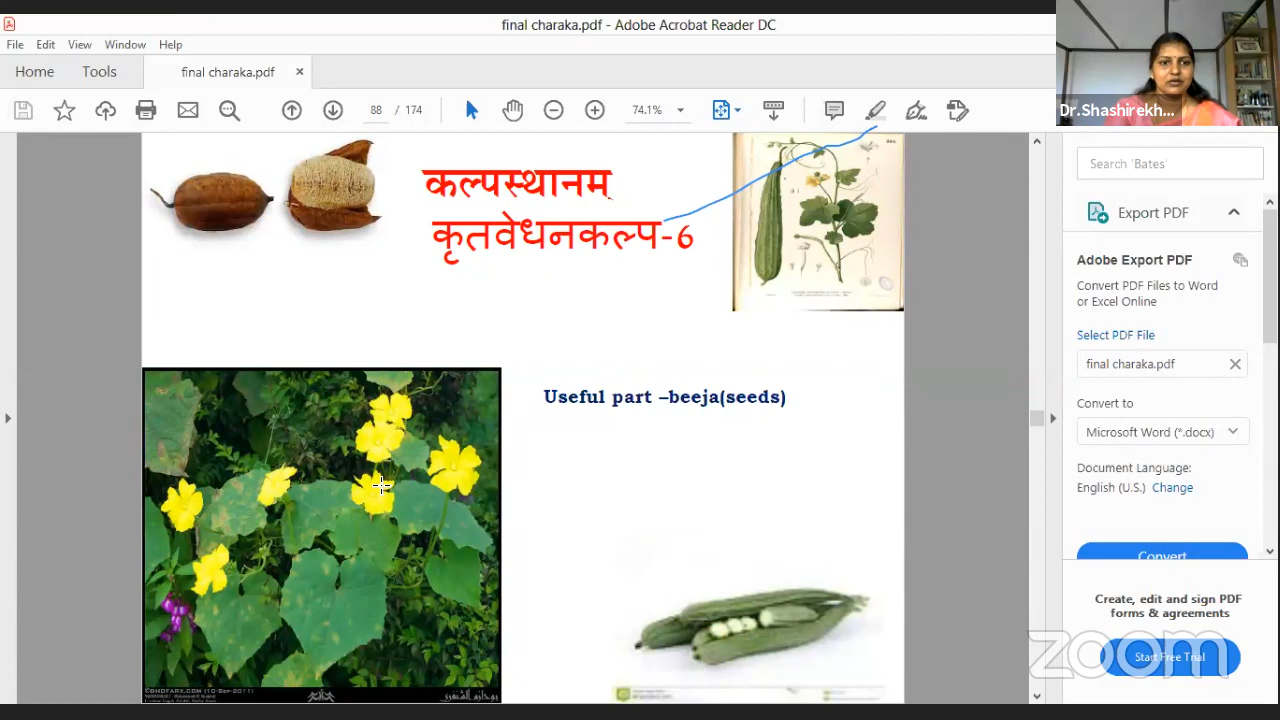 final charaka.pdf - Adobe Acrobat Reader DC
File Edit View Window Help
Home Tools final charaka.pdf ×
88 / 174 74.1%
Dr.Shashirekh...
Search 'Bates'
कल्पस्थानम्
कृतवेधनकल्प-6
Useful part –beeja(seeds)
Export PDF
Adobe Export PDF
Convert PDF Files to Word
or Excel Online
Select PDF File
final charaka.pdf
Convert to
Microsoft Word (*.docx)
Document Language:
English (U.S.) Change
Convert
Create, edit and sign PDF
forms & agreements
Start Free Trial
zoom